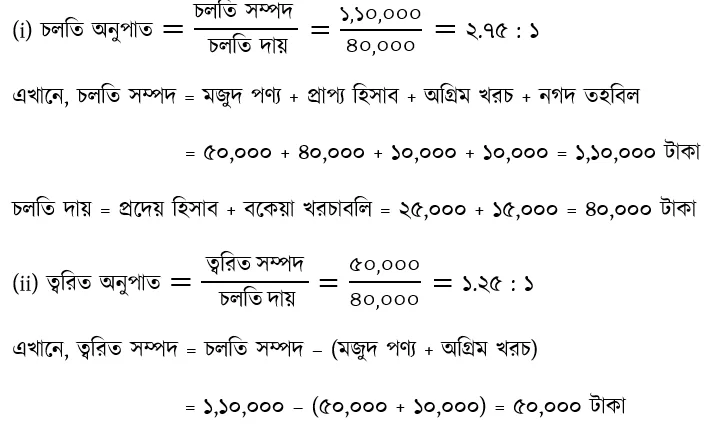 (i) চলতি অনুপাত = চলতি সম্পদ / চলতি দায় = ১,১০,০০০ / ৪০,০০০ = ২.৭৫ : ১
এখানে, চলতি সম্পদ = মজুদ পণ্য + প্রাপ্য হিসাব + অগ্রিম খরচ + নগদ তহবিল
= ৫০,০০০ + ৪০,০০০ + ১০,০০০ + ১০,০০০ = ১,১০,০০০ টাকা
চলতি দায় = প্রদেয় হিসাব + বকেয়া খরচাবলি = ২৫,০০০ + ১৫,০০০ = ৪০,০০০ টাকা
(ii) ত্বরিত অনুপাত = ত্বরিত সম্পদ / চলতি দায় = ৫০,০০০ / ৪০,০০০ = ১.২৫ : ১
এখানে, ত্বরিত সম্পদ = চলতি সম্পদ – (মজুদ পণ্য + অগ্রিম খরচ)
= ১,১০,০০০ – (৫০,০০০ + ১০,০০০) = ৫০,০০০ টাকা